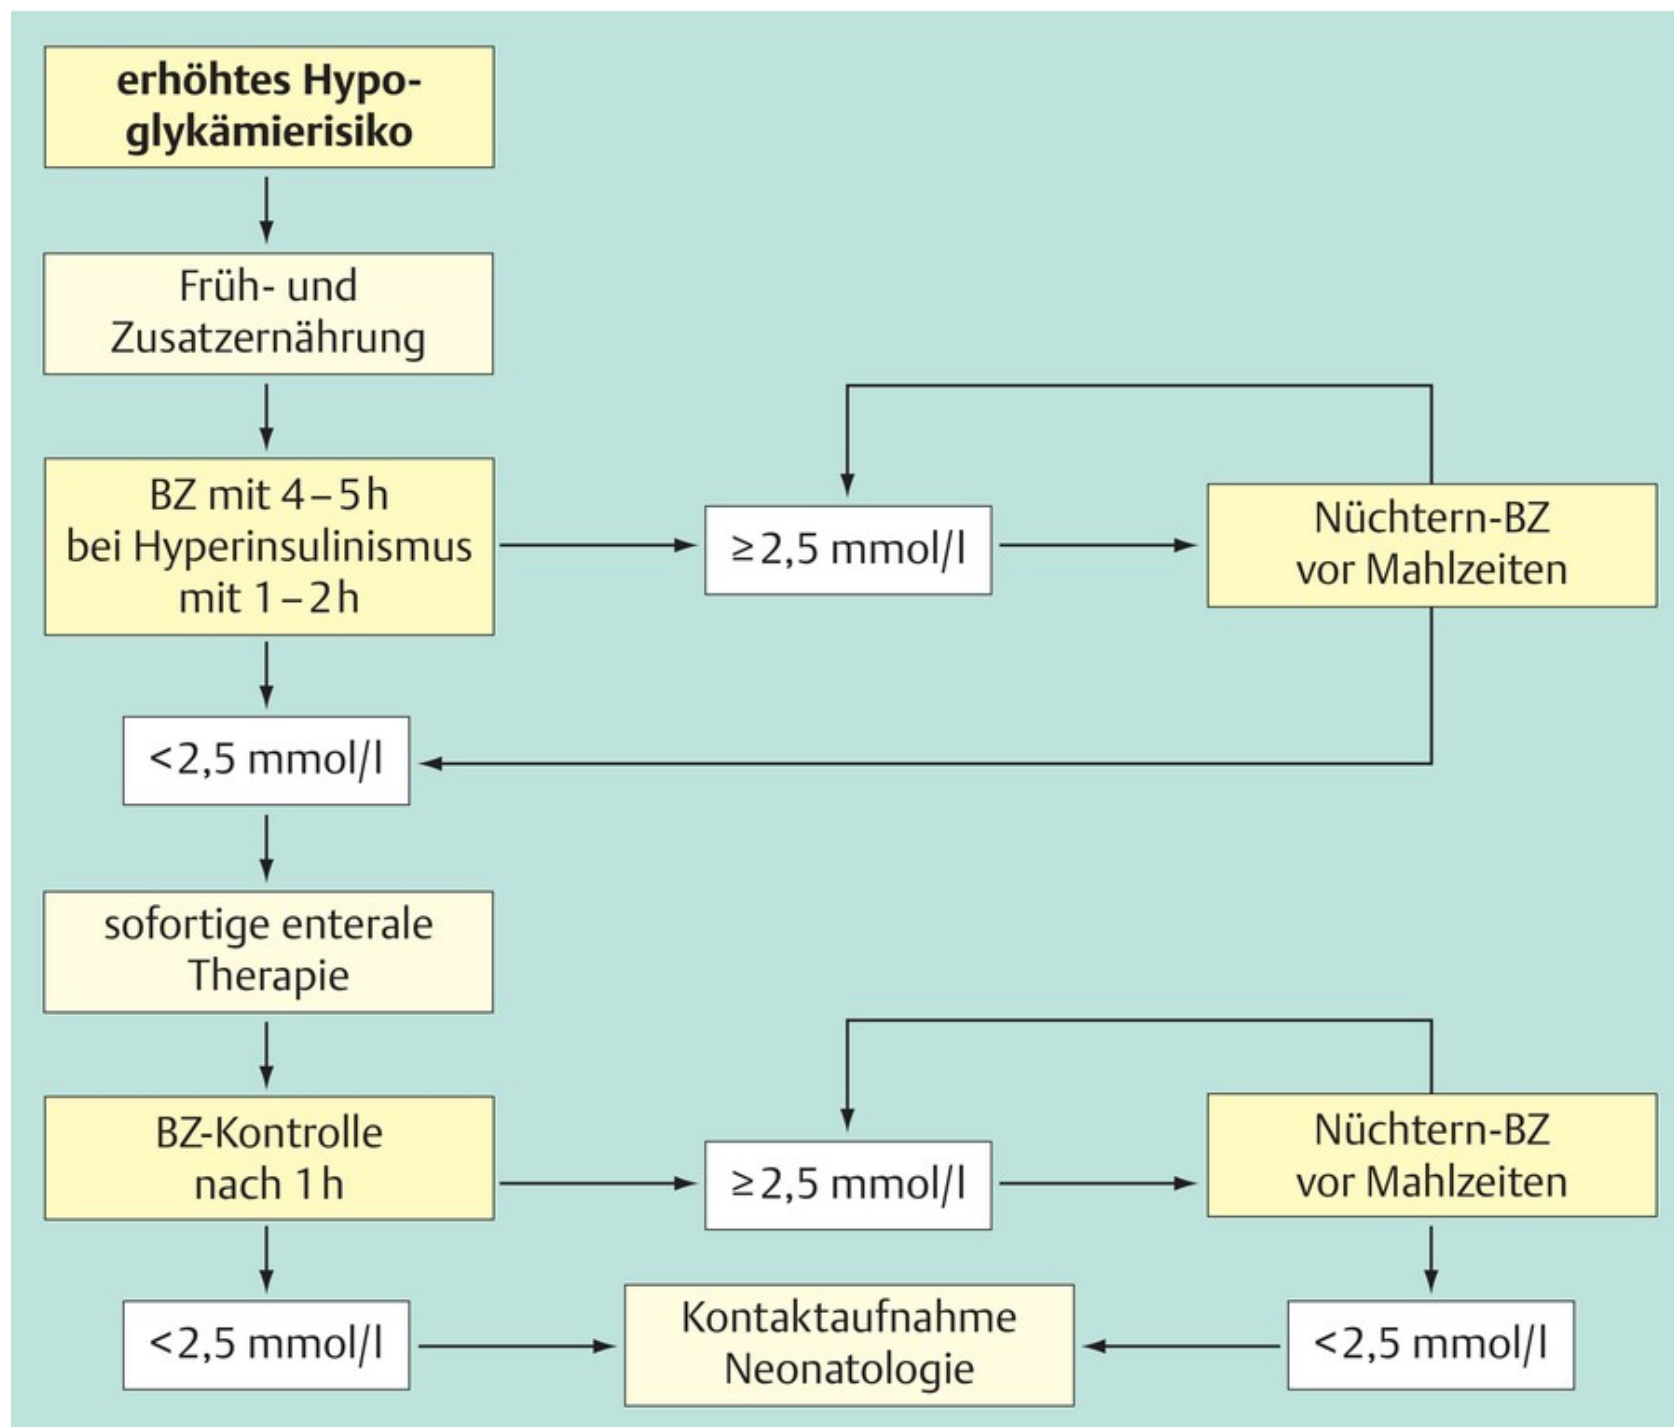 erhöhtes Hypo-
glykämierisiko
Früh- und
Zusatzernährung
BZ mit 4 – 5 h
bei Hyperinsulinismus
mit 1 – 2 h
≥ 2,5 mmol/l
Nüchtern-BZ
vor Mahlzeiten
< 2,5 mmol/l
sofortige enterale
Therapie
BZ-Kontrolle
nach 1 h
≥ 2,5 mmol/l
Nüchtern-BZ
vor Mahlzeiten
< 2,5 mmol/l
Kontaktaufnahme
Neonatologie
< 2,5 mmol/l